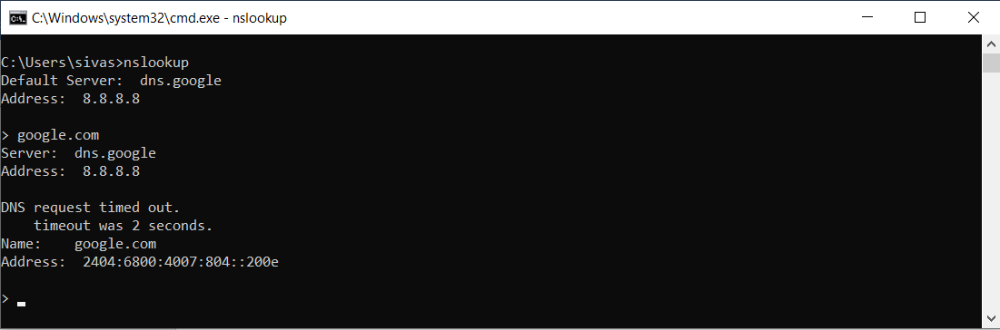 C:\Windows\system32\cmd.exe - nslookup
C:\Users\sivas>nslookup
Default Server:  dns.google
Address:  8.8.8.8
> google.com
Server:  dns.google
Address:  8.8.8.8
DNS request timed out.
    timeout was 2 seconds.
Name:    google.com
Address:  2404:6800:4007:804::200e
>